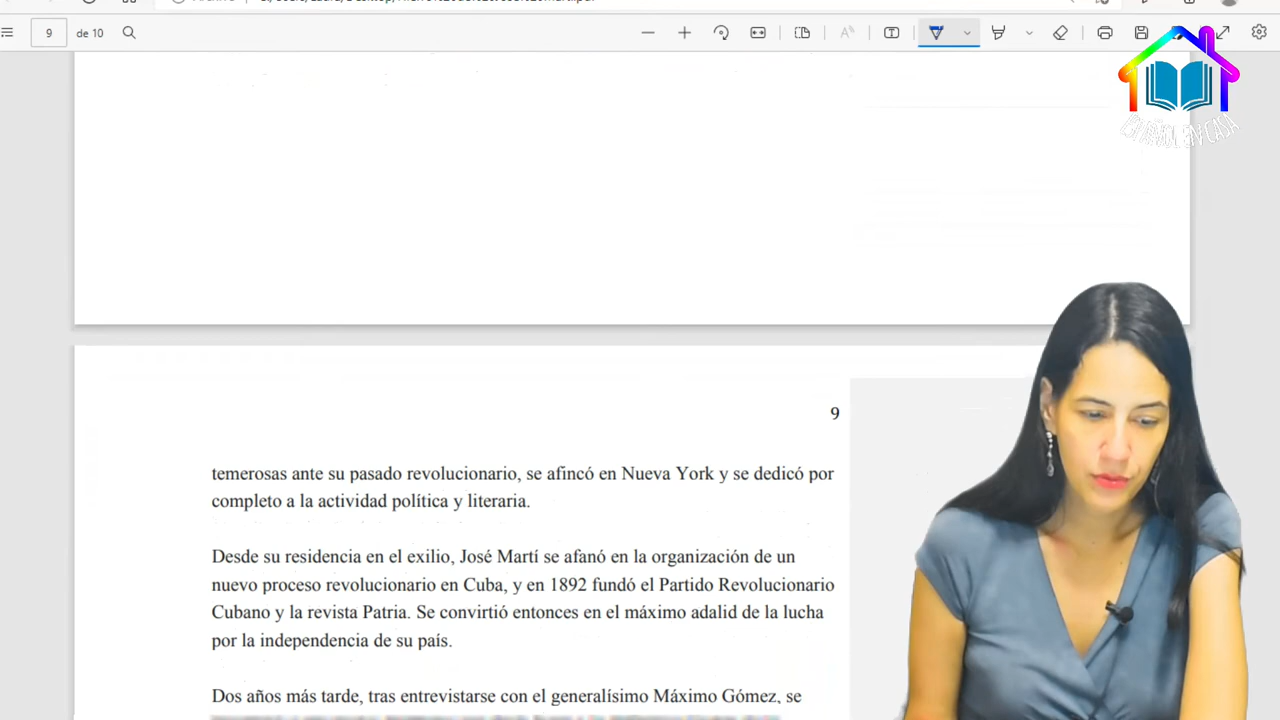 9
de 10
9
temerosas ante su pasado revolucionario, se afincó en Nueva York y se dedicó por
completo a la actividad política y literaria.
Desde su residencia en el exilio, José Martí se afanó en la organización de un
nuevo proceso revolucionario en Cuba, y en 1892 fundó el Partido Revolucionario
Cubano y la revista Patria. Se convirtió entonces en el máximo adalid de la lucha
por la independencia de su país.
Dos años más tarde, tras entrevistarse con el generalísimo Máximo Gómez, se